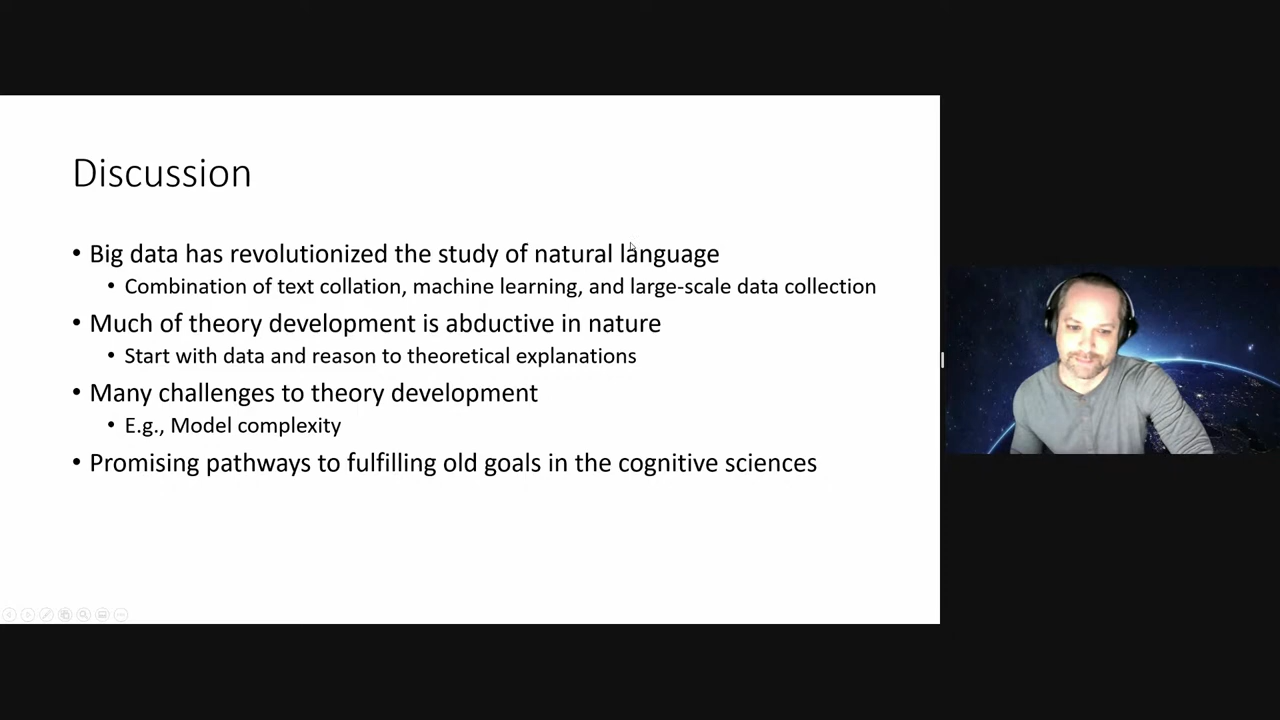 Discussion
• Big data has revolutionized the study of natural language
• Combination of text collation, machine learning, and large-scale data collection
• Much of theory development is abductive in nature
• Start with data and reason to theoretical explanations
• Many challenges to theory development
• E.g., Model complexity
• Promising pathways to fulfilling old goals in the cognitive sciences